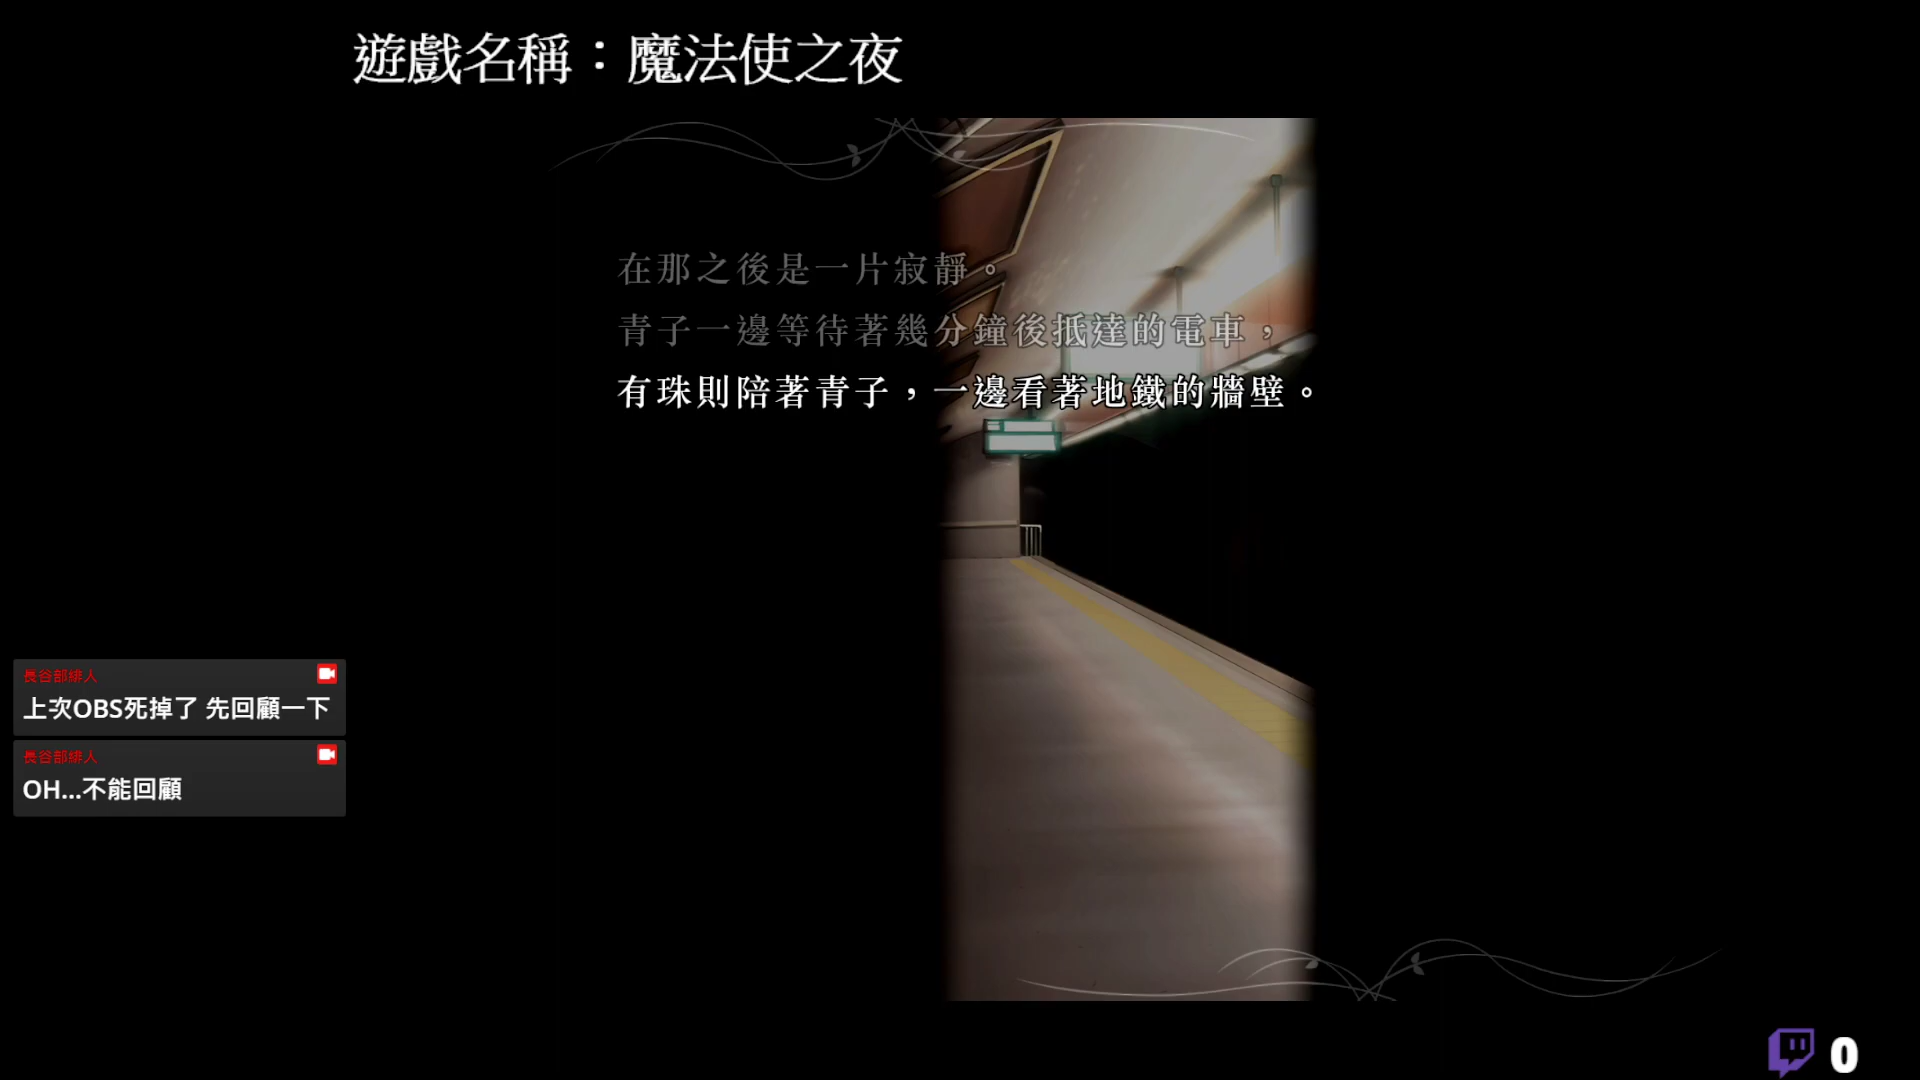 遊戲名稱：魔法使之夜
在那之後是一片寂靜。
青子一邊等待著幾分鐘後抵達的電車，
有珠則陪著青子，一邊看著地鐵的牆壁。
長谷部緋人
上次OBS死掉了 先回顧一下
長谷部緋人
OH...不能回顧
0